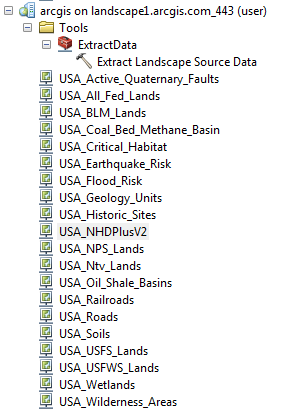 arcgis on landscape1.arcgis.com_443 (user)
Tools
ExtractData
Extract Landscape Source Data
USA_Active_Quaternary_Faults
USA_All_Fed_Lands
USA_BLM_Lands
USA_Coal_Bed_Methane_Basin
USA_Critical_Habitat
USA_Earthquake_Risk
USA_Flood_Risk
USA_Geology_Units
USA_Historic_Sites
USA_NHDPlusV2
USA_NPS_Lands
USA_Ntv_Lands
USA_Oil_Shale_Basins
USA_Railroads
USA_Roads
USA_Soils
USA_USFS_Lands
USA_USFWS_Lands
USA_Wetlands
USA_Wilderness_Areas